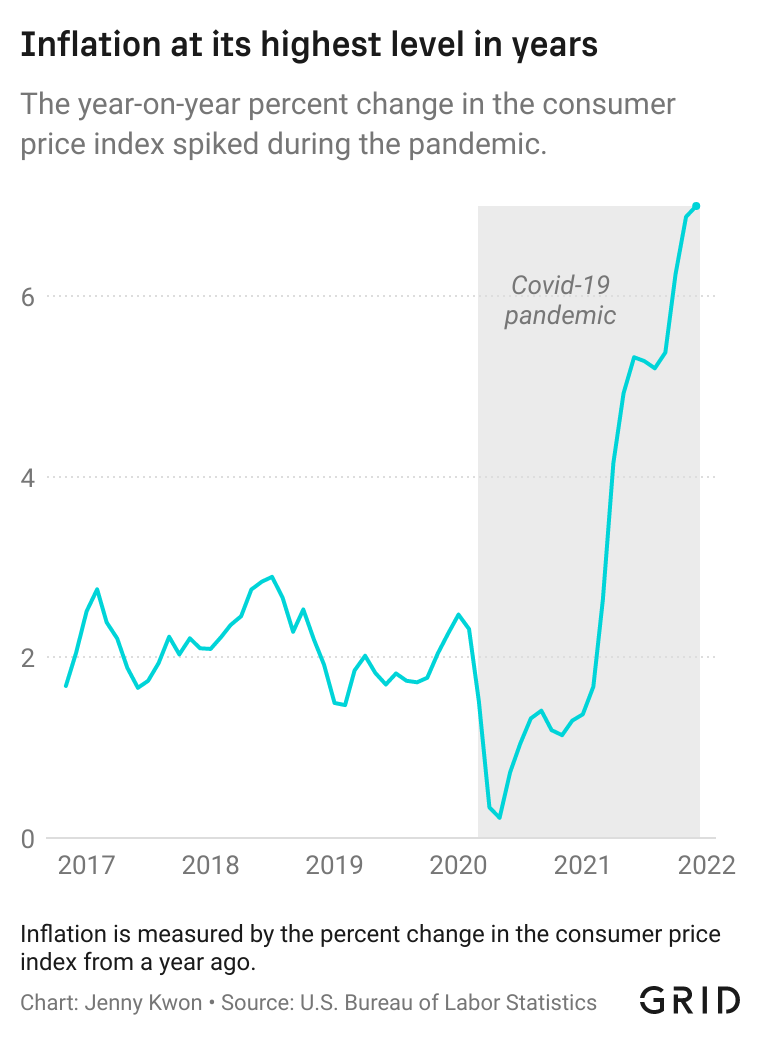 Inflation at its highest level in years
The year-on-year percent change in the consumer
price index spiked during the pandemic.
Covid-19
pandemic
6
4
2
0
2017 2018 2019 2020 2021 2022
Inflation is measured by the percent change in the consumer price
index from a year ago.
Chart: Jenny Kwon • Source: U.S. Bureau of Labor Statistics
GRID